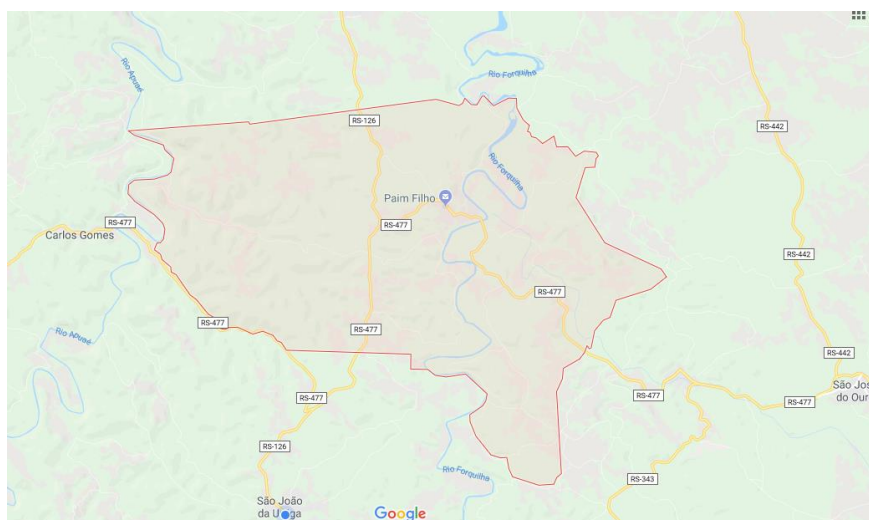 Rio Apuaê
Rio Forquilha
RS-126
RS-442
Rio Forquilha
Paim Filho
RS-477
RS-477
Carlos Gomes
RS-442
RS-477
RS-477
Rio Apuaê
RS-477
RS-442
São Jos
do Our
RS-477
RS-477
RS-477
RS-126
Rio Forquilha
RS-343
São João
da U ga
Google